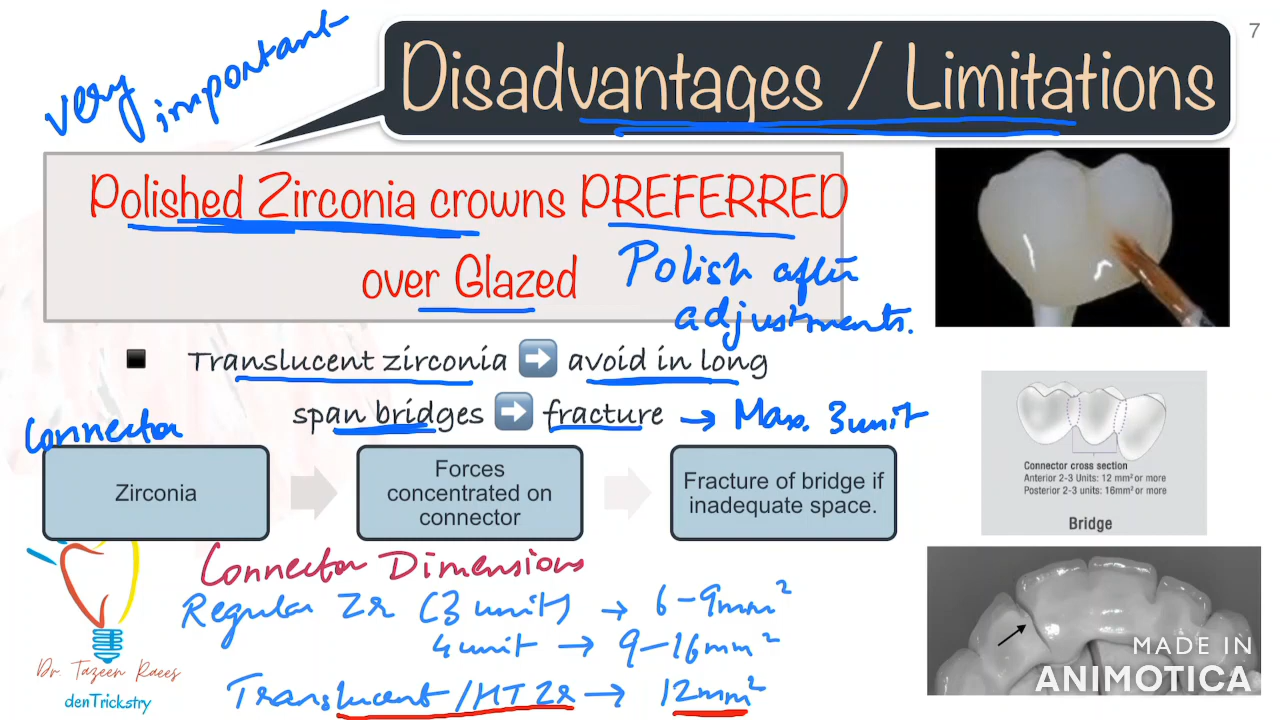 7
very important
Disadvantages / Limitations
Polished Zirconia crowns PREFERRED
over Glazed
Polish after
adjustments.
■ Translucent zirconia ➡ avoid in long
span bridges ➡ fracture → Max. 3 unit
Connector
Zirconia
Forces
concentrated on
connector
Fracture of bridge if
inadequate space.
Connector cross section
Anterior 2-3 Units: 12 mm² or more
Posterior 2-3 units: 16mm² or more
Bridge
Connector Dimensions
Regular Zr (3 unit) → 6-9mm²
4 unit → 9-16mm²
Translucent / HT Zr → 12mm²
Dr. Tazeen Raees
denTrickstry
MADE IN
ANIMOTICA